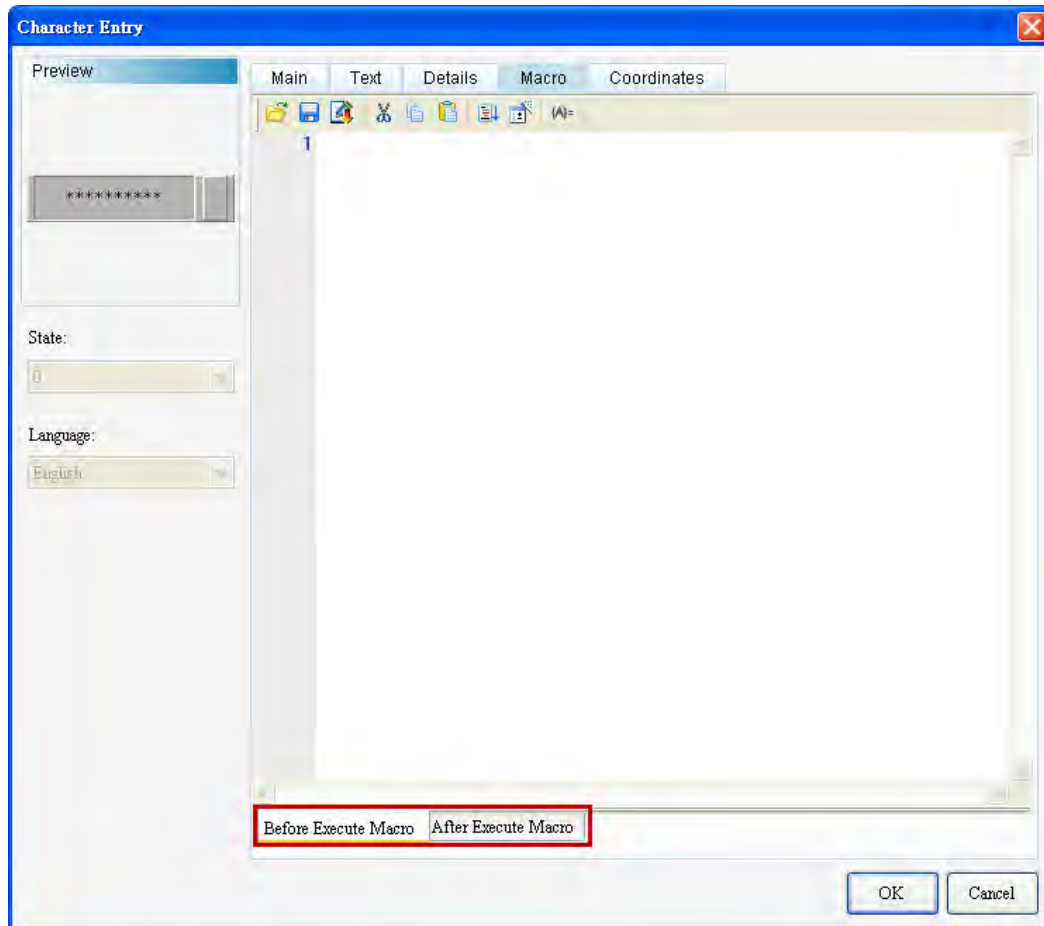 Character Entry
Preview
Main Text Details Macro Coordinates
(A)=
1
**********
State:
0
Language:
English
Before Execute Macro After Execute Macro
OK Cancel